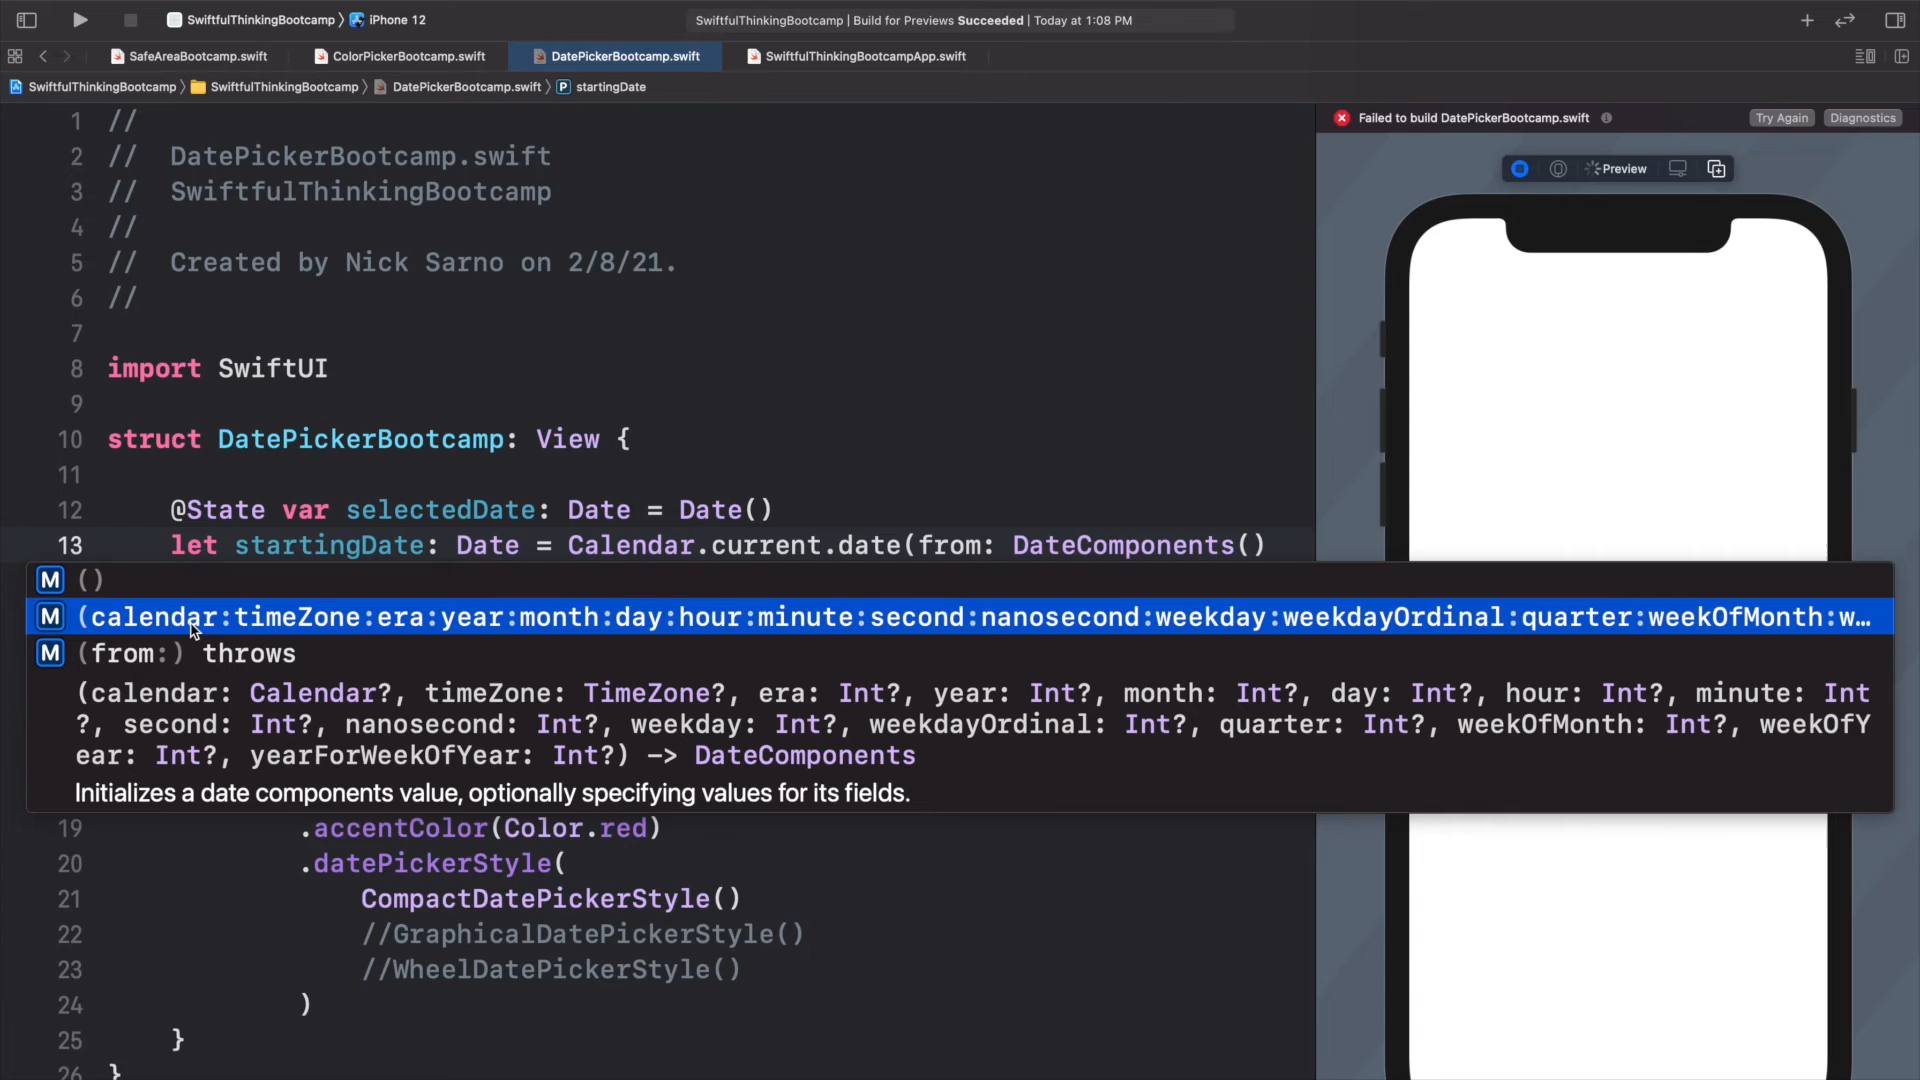 SwiftfulThinkingBootcamp 〉 iPhone 12
SwiftfulThinkingBootcamp | Build for Previews Succeeded | Today at 1:08 PM
SafeAreaBootcamp.swift
ColorPickerBootcamp.swift
DatePickerBootcamp.swift
SwiftfulThinkingBootcampApp.swift
SwiftfulThinkingBootcamp 〉 SwiftfulThinkingBootcamp 〉 DatePickerBootcamp.swift 〉 P startingDate
1 //
2 //  DatePickerBootcamp.swift
3 //  SwiftfulThinkingBootcamp
4 //
5 //  Created by Nick Sarno on 2/8/21.
6 //
7
8 import SwiftUI
9
10 struct DatePickerBootcamp: View {
11
12     @State var selectedDate: Date = Date()
13     let startingDate: Date = Calendar.current.date(from: DateComponents()
M ()
M (calendar:timeZone:era:year:month:day:hour:minute:second:nanosecond:weekday:weekdayOrdinal:quarter:weekOfMonth:w…
M (from:) throws
(calendar: Calendar?, timeZone: TimeZone?, era: Int?, year: Int?, month: Int?, day: Int?, hour: Int?, minute: Int
?, second: Int?, nanosecond: Int?, weekday: Int?, weekdayOrdinal: Int?, quarter: Int?, weekOfMonth: Int?, weekOfY
ear: Int?, yearForWeekOfYear: Int?) -> DateComponents
Initializes a date components value, optionally specifying values for its fields.
19             .accentColor(Color.red)
20             .datePickerStyle(
21                 CompactDatePickerStyle()
22                 //GraphicalDatePickerStyle()
23                 //WheelDatePickerStyle()
24             )
25     }
26 }
Failed to build DatePickerBootcamp.swift
Try Again
Diagnostics
Preview